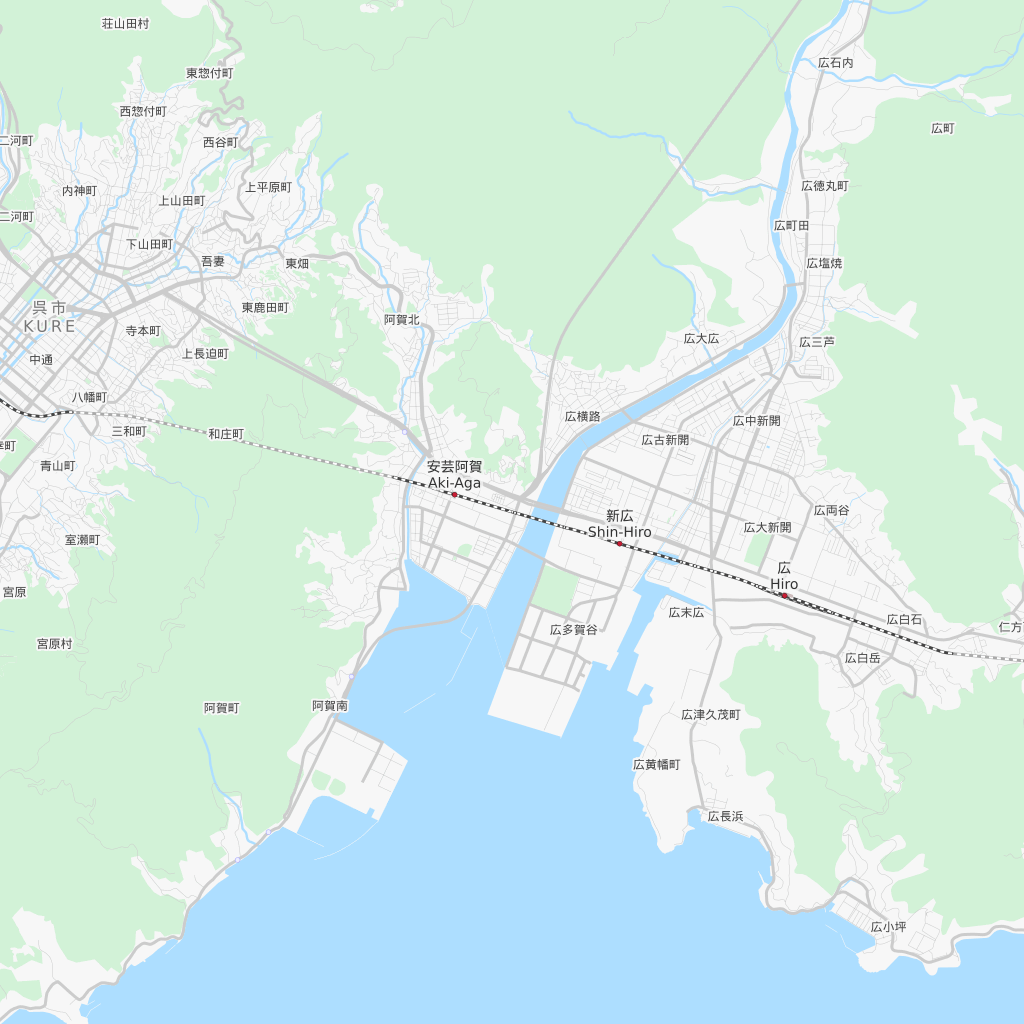 荘山田村
広石内
東惣付町
西惣付町
広町
二河町
西谷町
広徳丸町
上平原町
内神町
上山田町
二河町
広町田
下山田町
吾妻
東畑
広塩焼
東鹿田町
呉市
KURE
阿賀北
寺本町
広大広
広三芦
上長迫町
中通
八幡町
広横路
広中新開
三和町
和庄町
広古新開
幸町
青山町
安芸阿賀
Aki-Aga
広両谷
新広
Shin-Hiro
広大新開
室瀬町
広
Hiro
宮原
広末広
広白石
仁方
広多賀谷
宮原村
広白岳
阿賀町
阿賀南
広津久茂町
広黄幡町
広長浜
広小坪